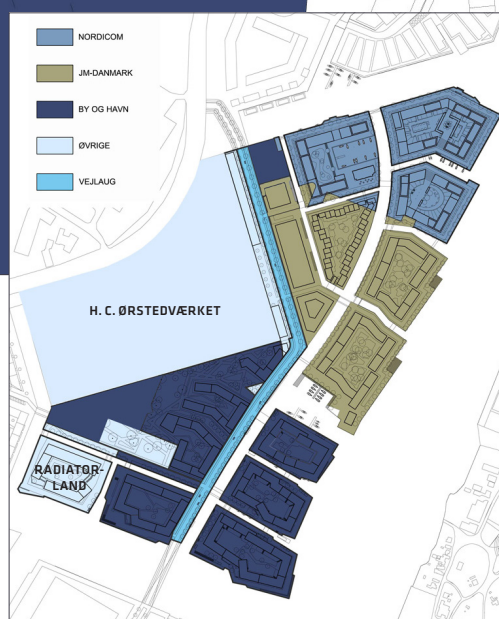 NORDICOM
JM-DANMARK
BY OG HAVN
ØVRIGE
VEJLAUG
H. C. ØRSTEDVÆRKET
RADIATOR-
LAND